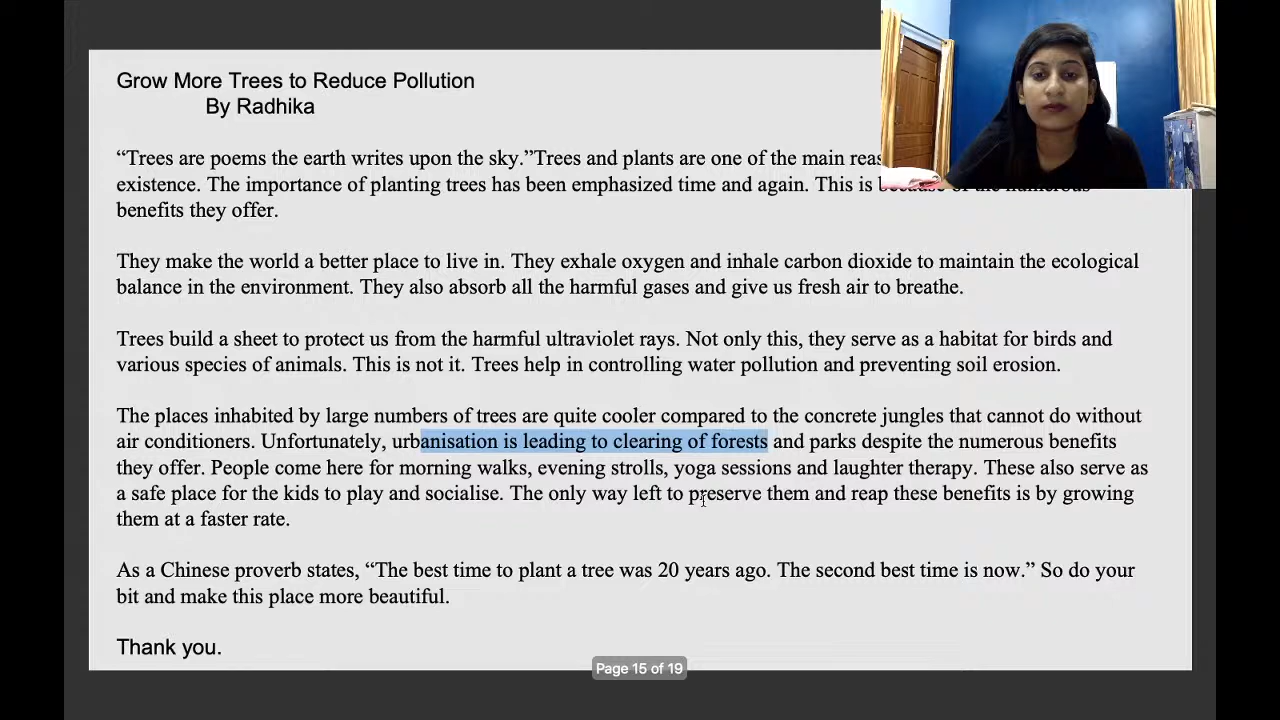 Grow More Trees to Reduce Pollution
By Radhika
“Trees are poems the earth writes upon the sky.”Trees and plants are one of the main
existence. The importance of planting trees has been emphasized time and again. This is because of the numerous
benefits they offer.
They make the world a better place to live in. They exhale oxygen and inhale carbon dioxide to maintain the ecological
balance in the environment. They also absorb all the harmful gases and give us fresh air to breathe.
Trees build a sheet to protect us from the harmful ultraviolet rays. Not only this, they serve as a habitat for birds and
various species of animals. This is not it. Trees help in controlling water pollution and preventing soil erosion.
The places inhabited by large numbers of trees are quite cooler compared to the concrete jungles that cannot do without
air conditioners. Unfortunately, urbanisation is leading to clearing of forests and parks despite the numerous benefits
they offer. People come here for morning walks, evening strolls, yoga sessions and laughter therapy. These also serve as
a safe place for the kids to play and socialise. The only way left to preserve them and reap these benefits is by growing
them at a faster rate.
As a Chinese proverb states, “The best time to plant a tree was 20 years ago. The second best time is now.” So do your
bit and make this place more beautiful.
Thank you.
Page 15 of 19